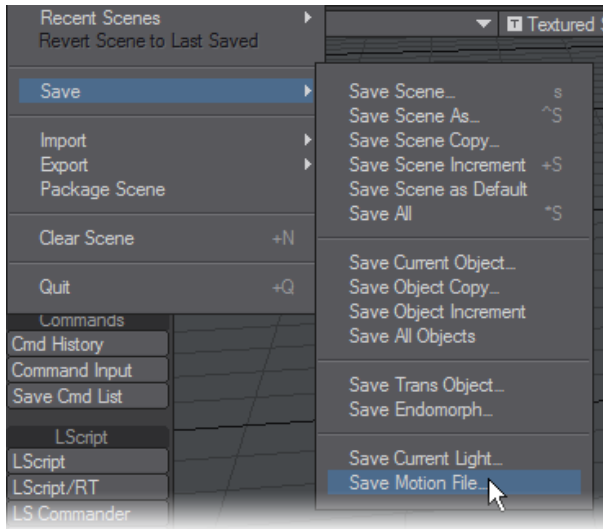 Recent Scenes
Revert Scene to Last Saved
T Textured
Save
Import
Export
Package Scene
Clear Scene +N
Quit +Q
Save Scene... s
Save Scene As... ^S
Save Scene Copy...
Save Scene Increment +S
Save Scene as Default
Save All *S
Save Current Object...
Save Object Copy...
Save Object Increment
Save All Objects
Save Trans Object...
Save Endomorph...
Save Current Light...
Save Motion File...
Commands
Cmd History
Command Input
Save Cmd List
LScript
LScript
LScript/RT
LS Commander